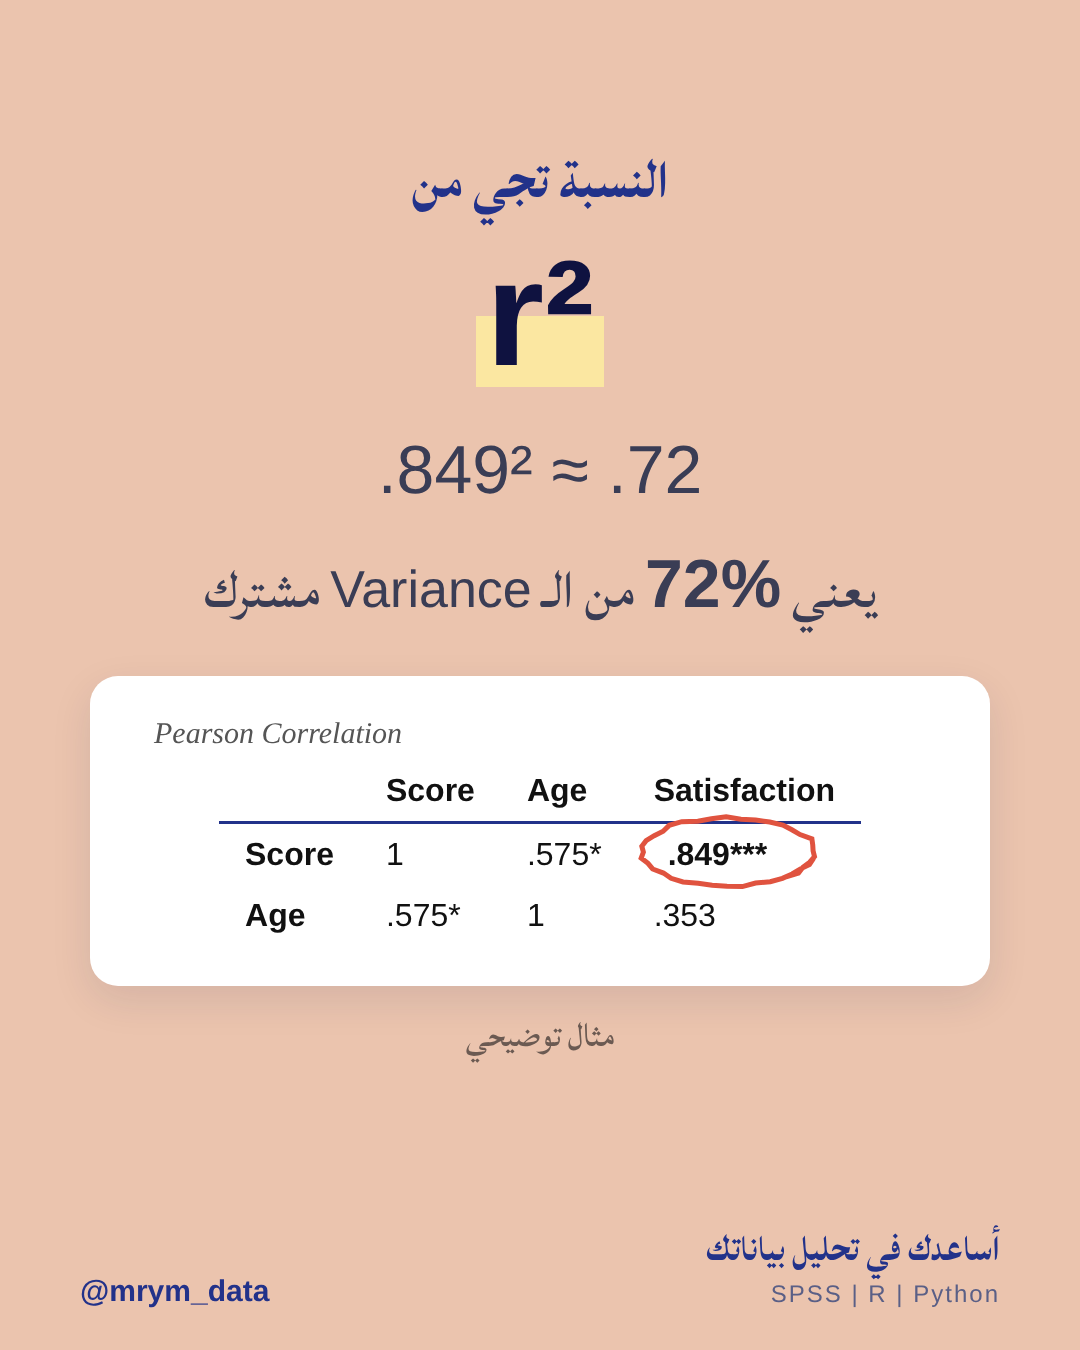 النسبة تجي من
r²
.849² ≈ .72
يعني 72% من الـ Variance مشترك
Pearson Correlation
Score Age Satisfaction
Score 1 .575* .849***
Age .575* 1 .353
مثال توضيحي
أساعدك في تحليل بياناتك
SPSS | R | Python
@mrym_data